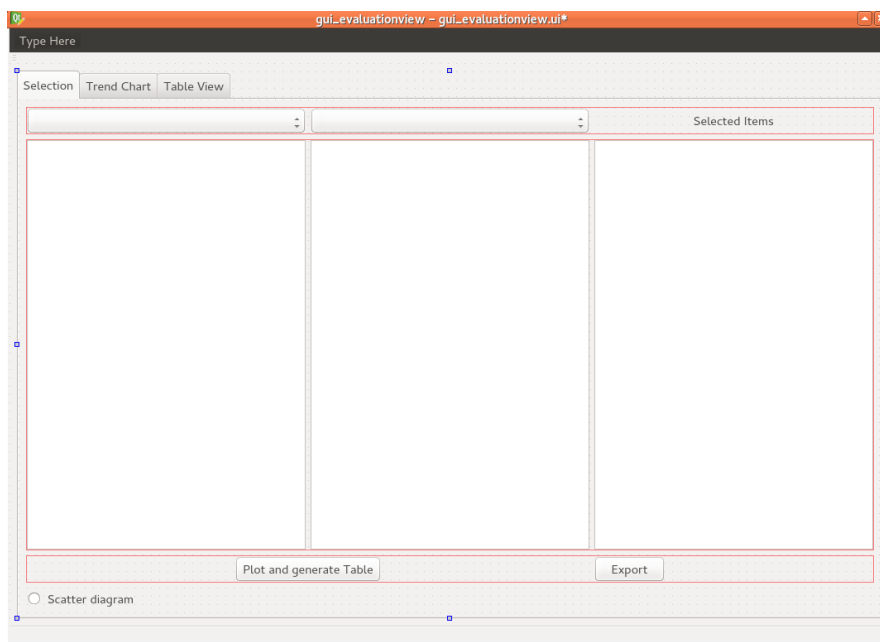 gui_evaluationview - gui_evaluationview.ui*
Type Here
Selection Trend Chart Table View
Selected Items
Plot and generate Table Export
Scatter diagram